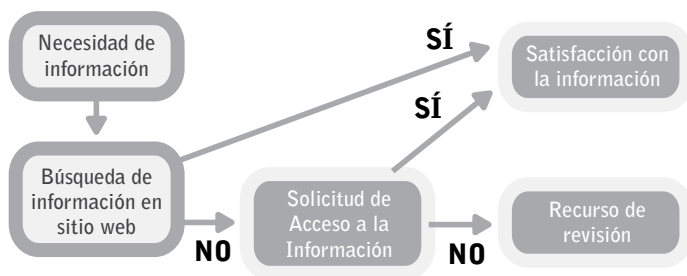 Necesidad de
información
SÍ
Satisfacción con
la información
SÍ
Búsqueda de
información en
sitio web
NO
Solicitud de
Acceso a la
Información
NO
Recurso de
revisión